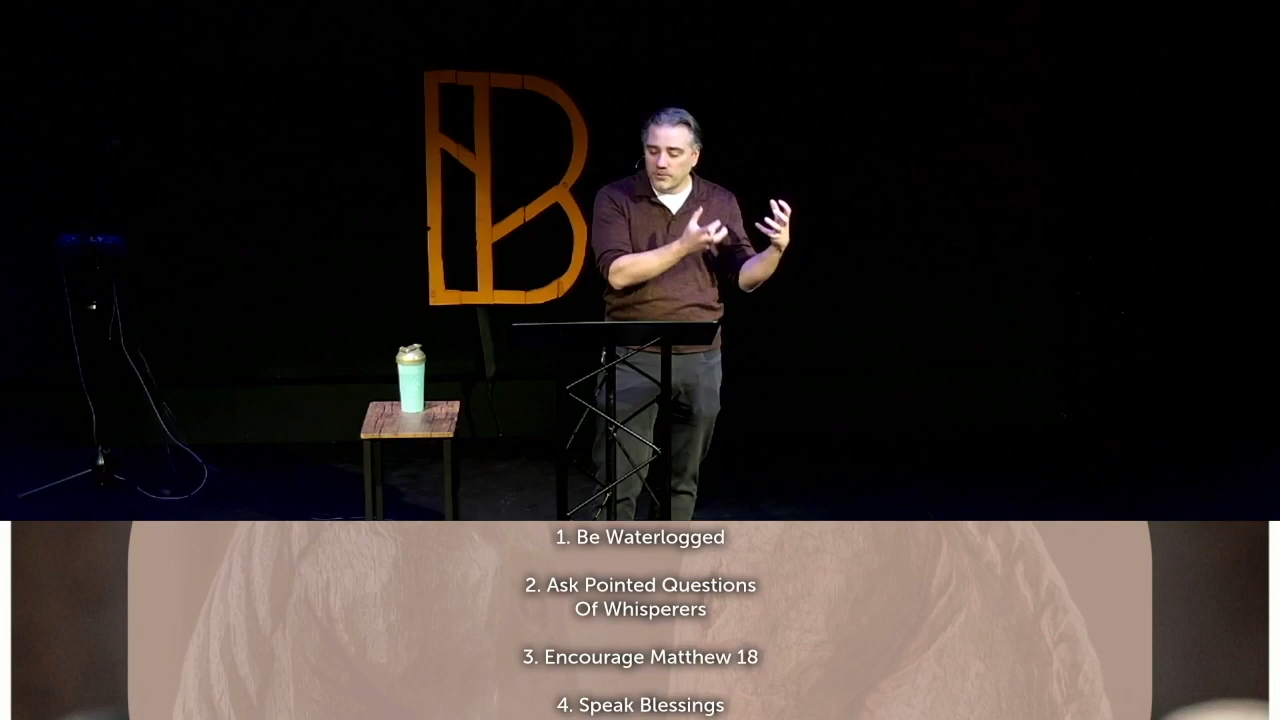 B
1. Be Waterlogged
2. Ask Pointed Questions
Of Whisperers
3. Encourage Matthew 18
4. Speak Blessings